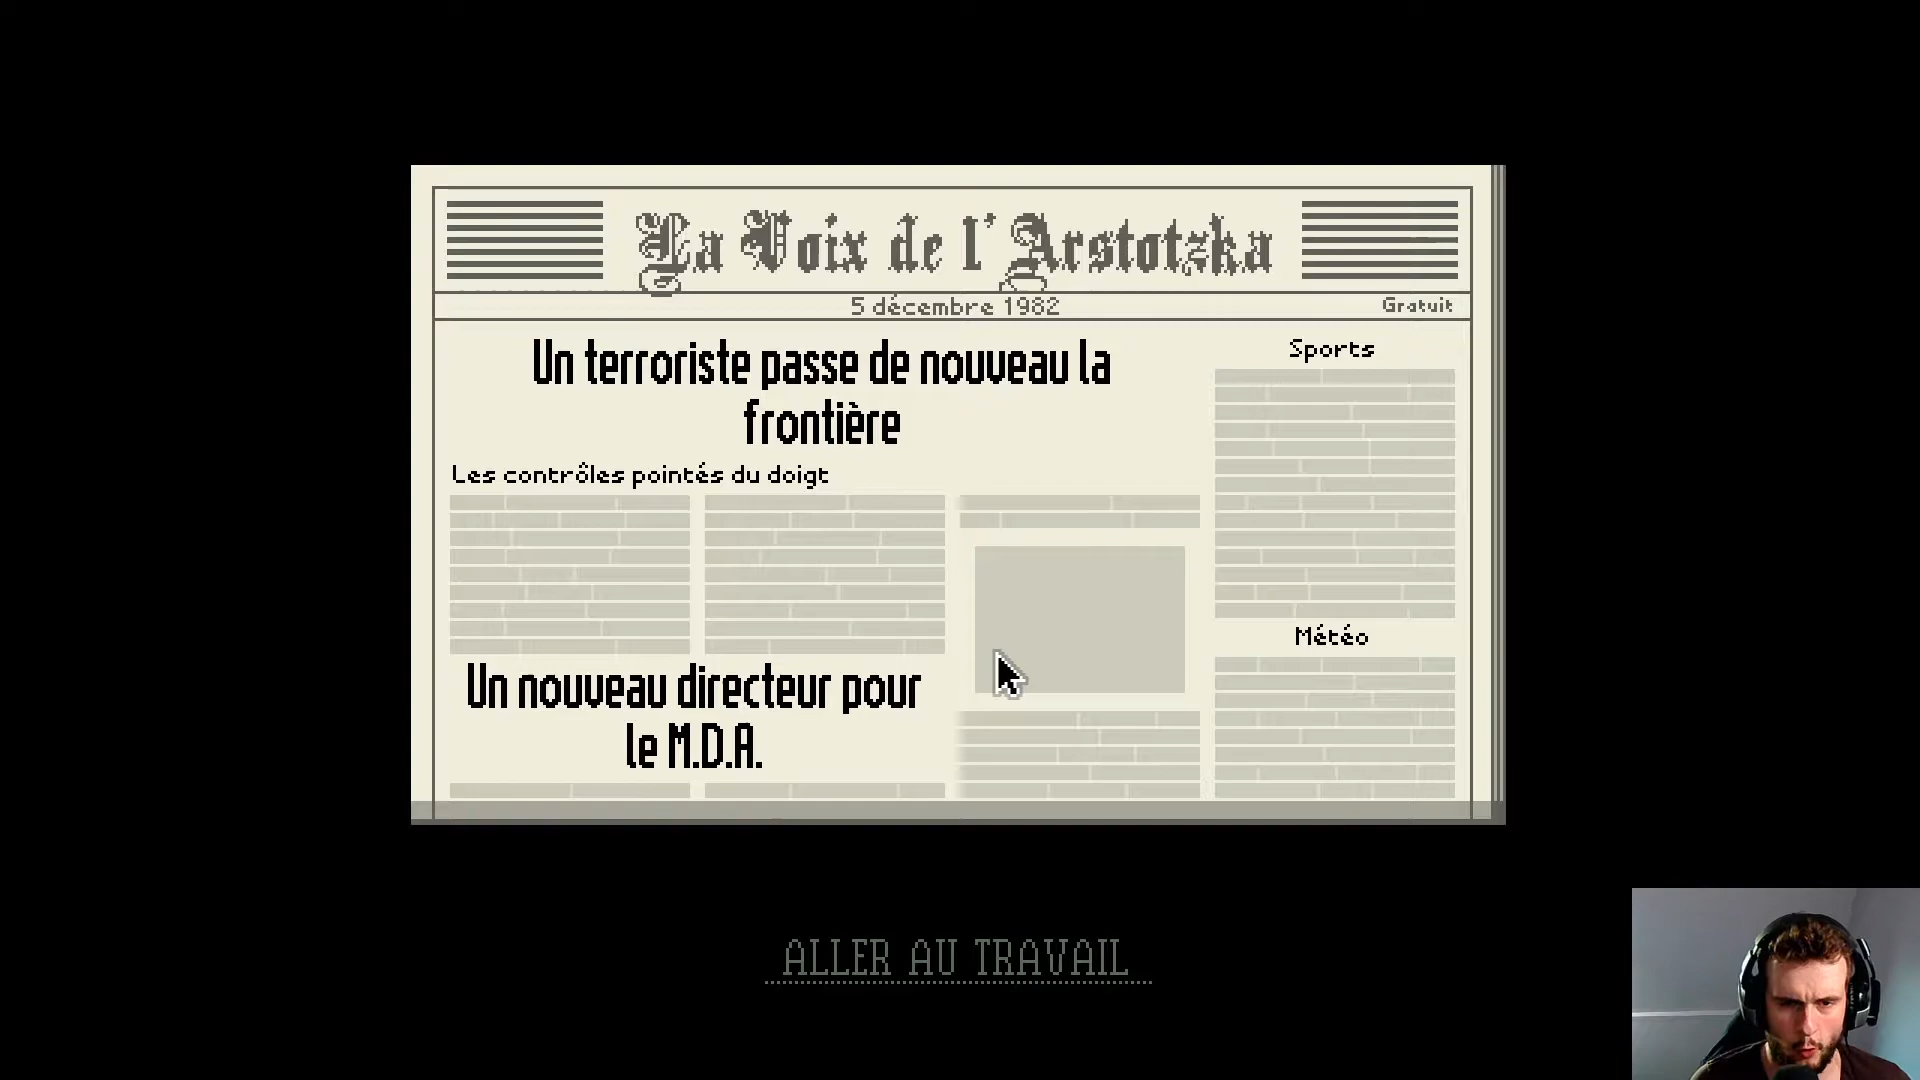 La Voix de l'Arstotzka
5 décembre 1982
Gratuit
Un terroriste passe de nouveau la
frontière
Les contrôles pointés du doigt
Un nouveau directeur pour
le M.D.A.
Sports
Météo
ALLER AU TRAVAIL